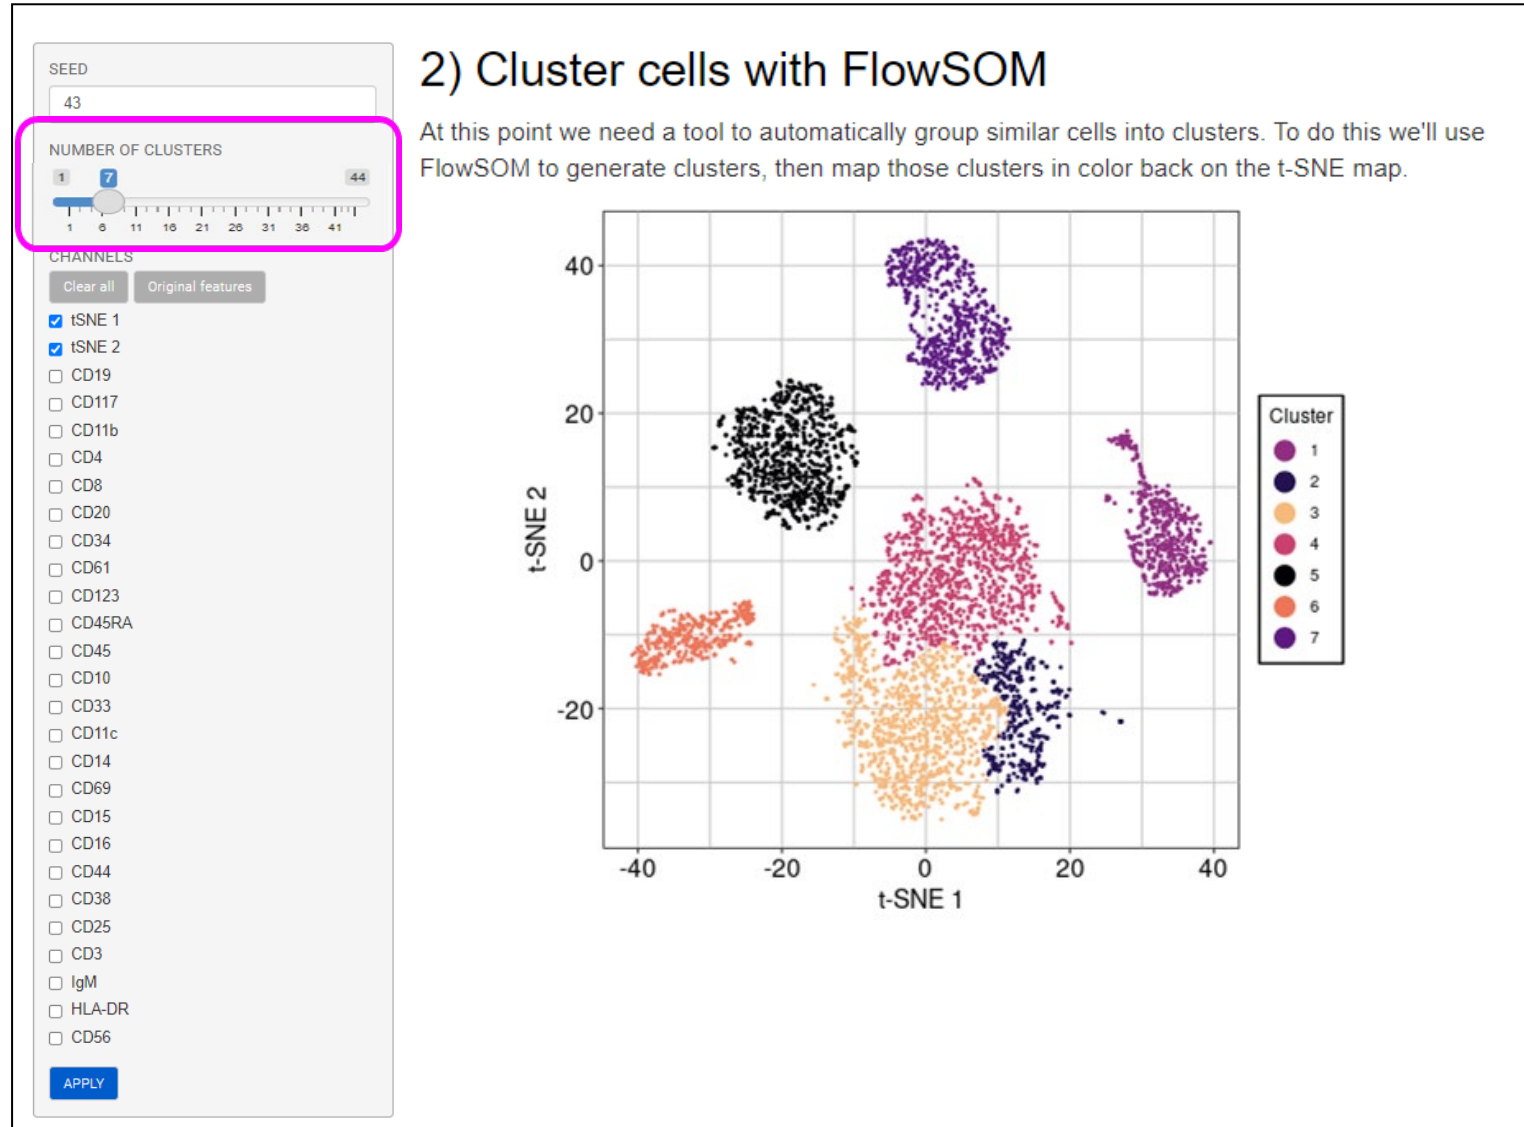 SEED
43
NUMBER OF CLUSTERS
1 7 44
1 6 11 16 21 26 31 36 41
CHANNELS
Clear all Original features
tSNE 1
tSNE 2
CD19
CD117
CD11b
CD4
CD8
CD20
CD34
CD61
CD123
CD45RA
CD45
CD10
CD33
CD11c
CD14
CD69
CD15
CD16
CD44
CD38
CD25
CD3
IgM
HLA-DR
CD56
APPLY
2) Cluster cells with FlowSOM
At this point we need a tool to automatically group similar cells into clusters. To do this we'll use
FlowSOM to generate clusters, then map those clusters in color back on the t-SNE map.
t-SNE 2
40
20
0
-20
-40 -20 0 20 40
t-SNE 1
Cluster
1
2
3
4
5
6
7